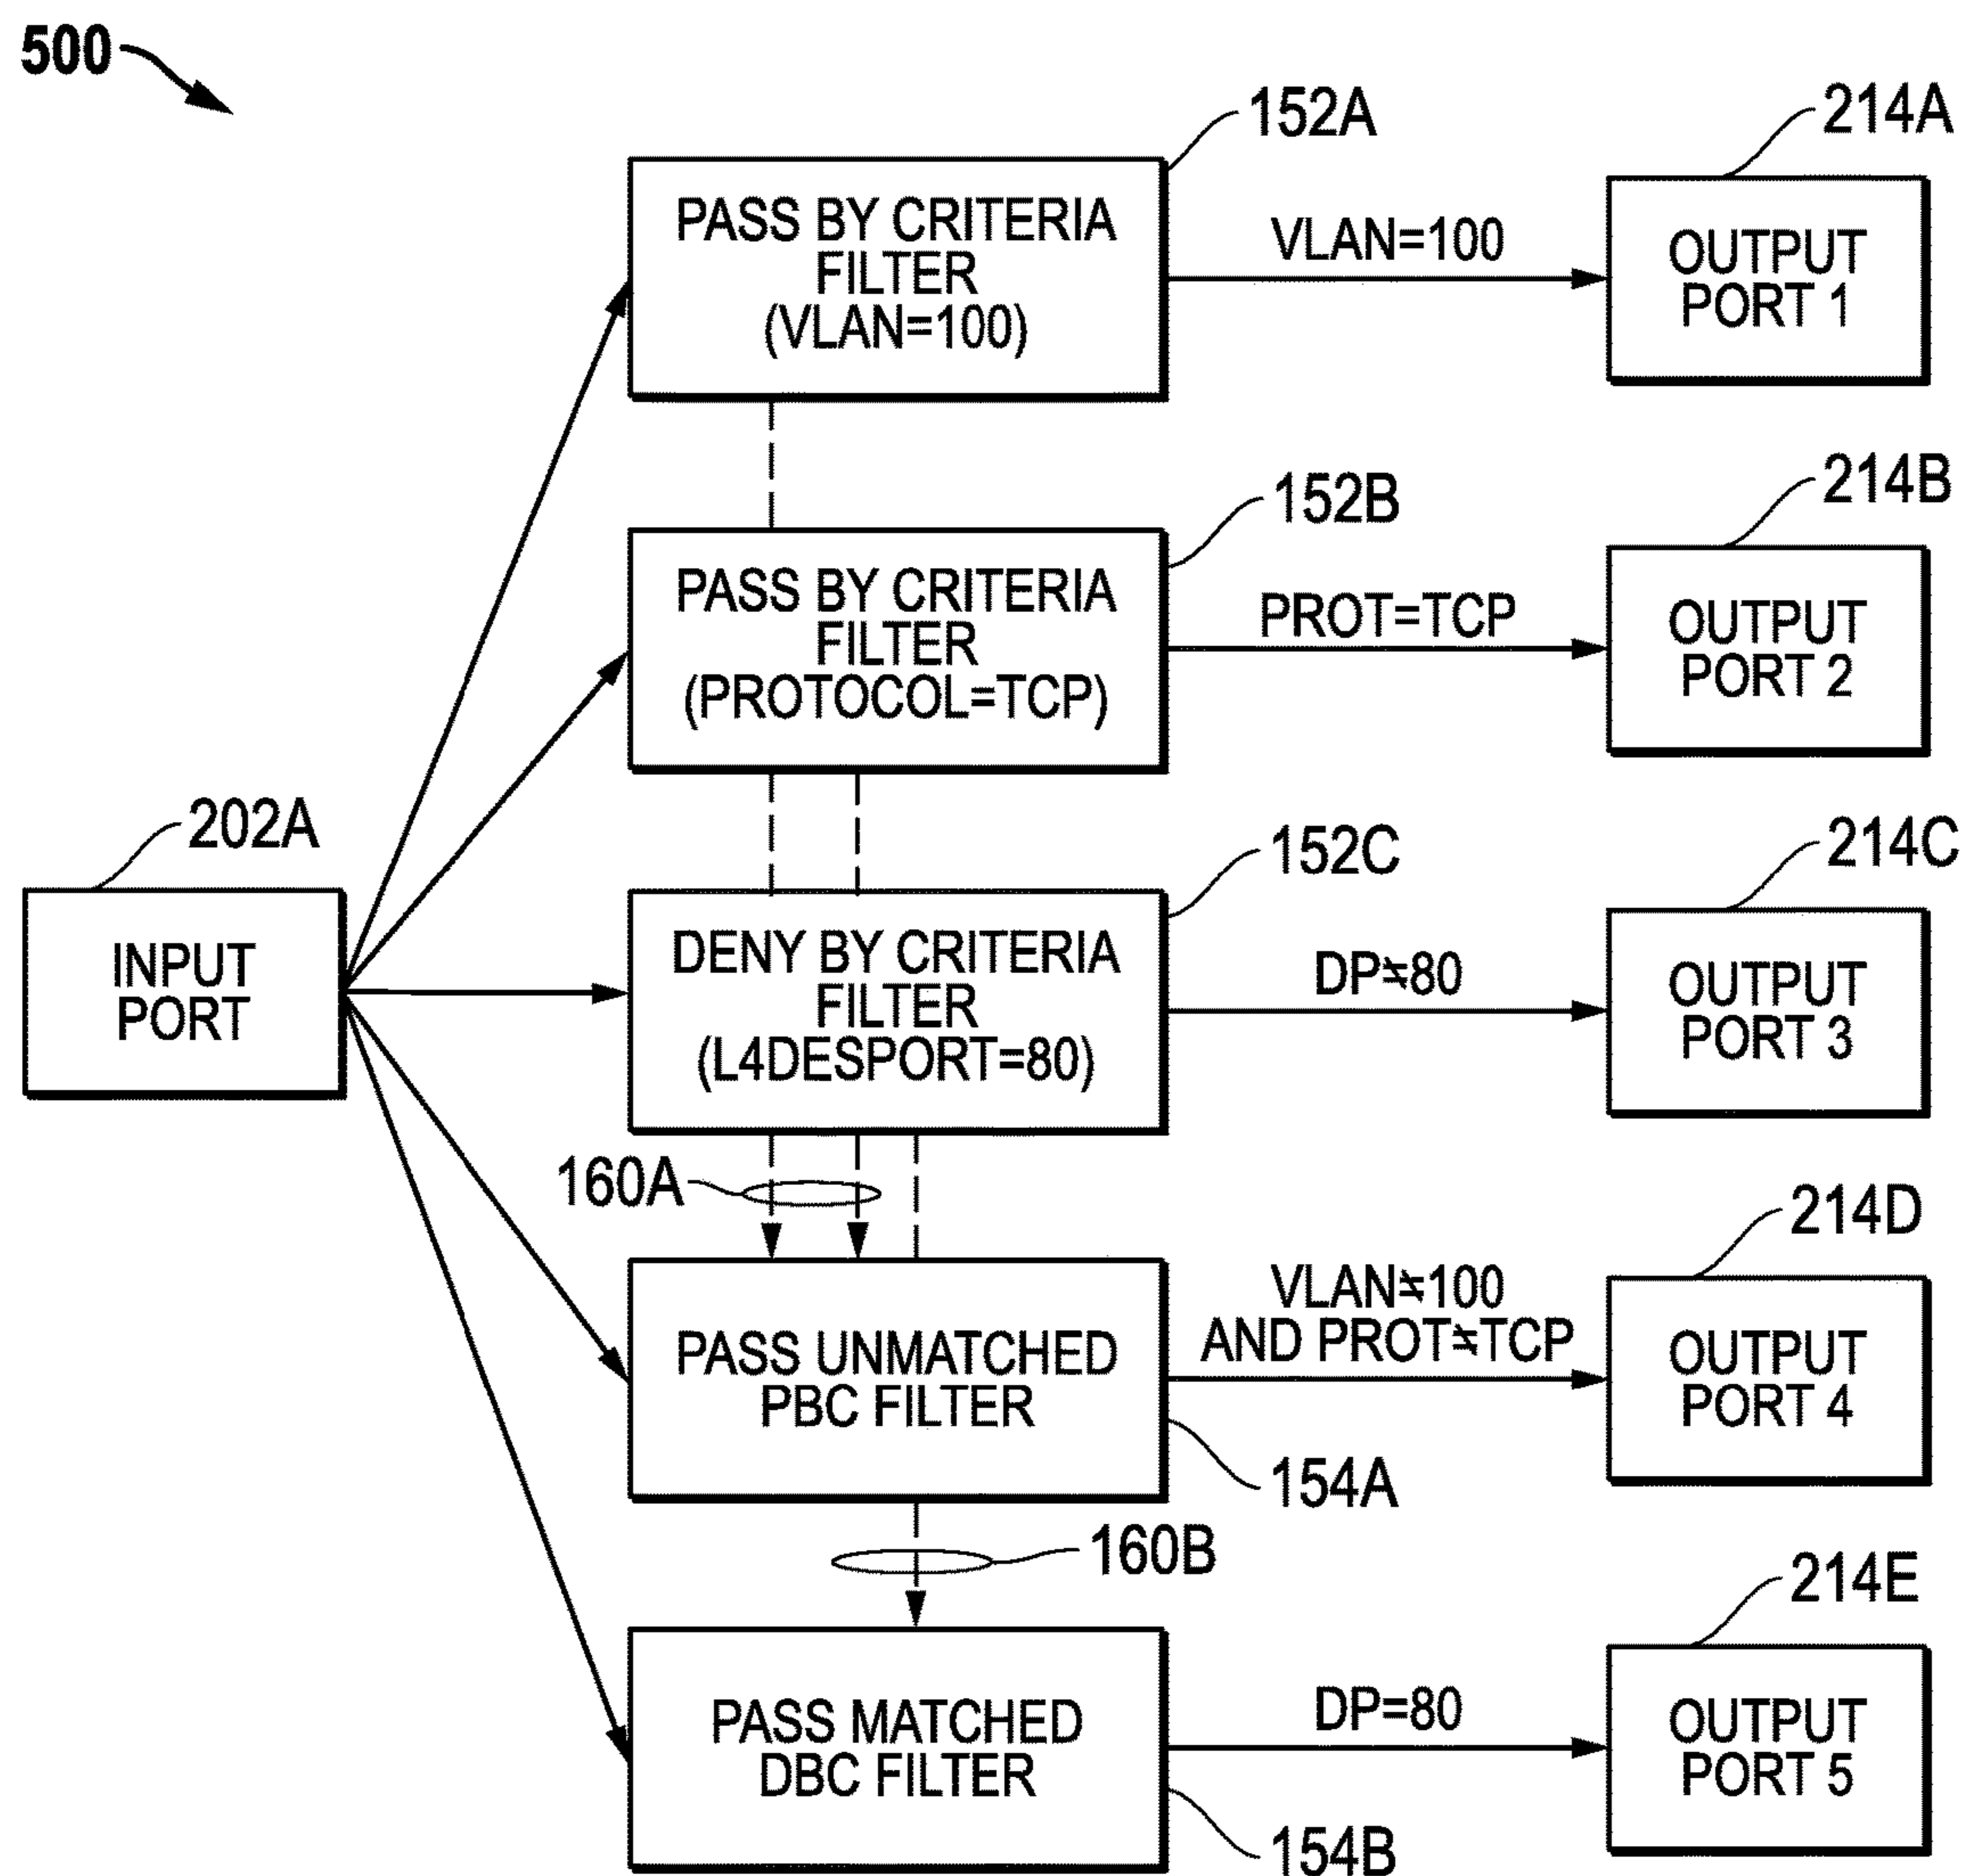 500
152A
214A
PASS BY CRITERIA
FILTER
(VLAN=100)
VLAN=100
OUTPUT
PORT 1
152B
214B
PASS BY CRITERIA
FILTER
(PROTOCOL=TCP)
PROT=TCP
OUTPUT
PORT 2
202A
INPUT
PORT
152C
214C
DENY BY CRITERIA
FILTER
(L4DESPORT=80)
DP≠80
OUTPUT
PORT 3
160A
214D
PASS UNMATCHED
PBC FILTER
VLAN≠100
AND PROT≠TCP
OUTPUT
PORT 4
154A
160B
214E
PASS MATCHED
DBC FILTER
DP=80
OUTPUT
PORT 5
154B